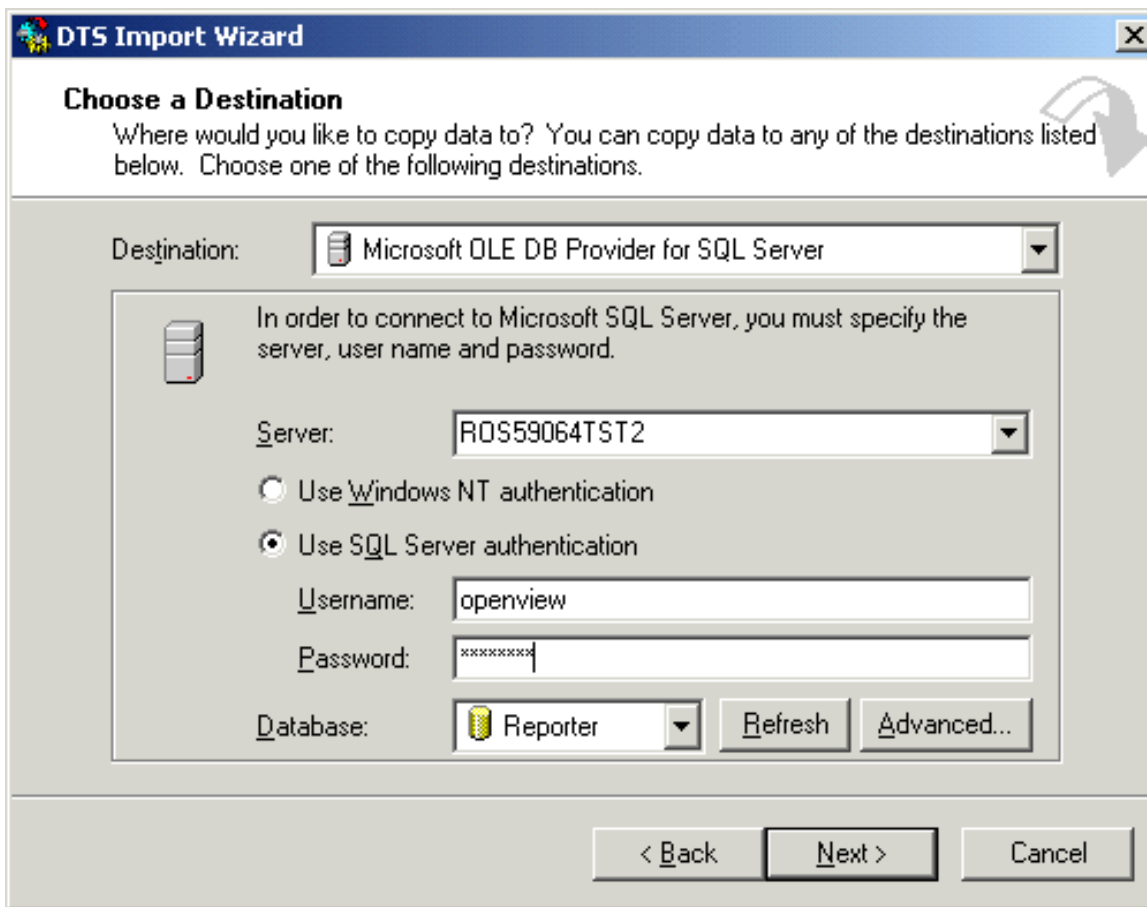 DTS Import Wizard
Choose a Destination
Where would you like to copy data to? You can copy data to any of the destinations listed
below. Choose one of the following destinations.
Destination: Microsoft OLE DB Provider for SQL Server
In order to connect to Microsoft SQL Server, you must specify the
server, user name and password.
Server: ROS59064TST2
Use Windows NT authentication
Use SQL Server authentication
Username: openview
Password: ********
Database: Reporter Refresh Advanced...
< Back Next > Cancel